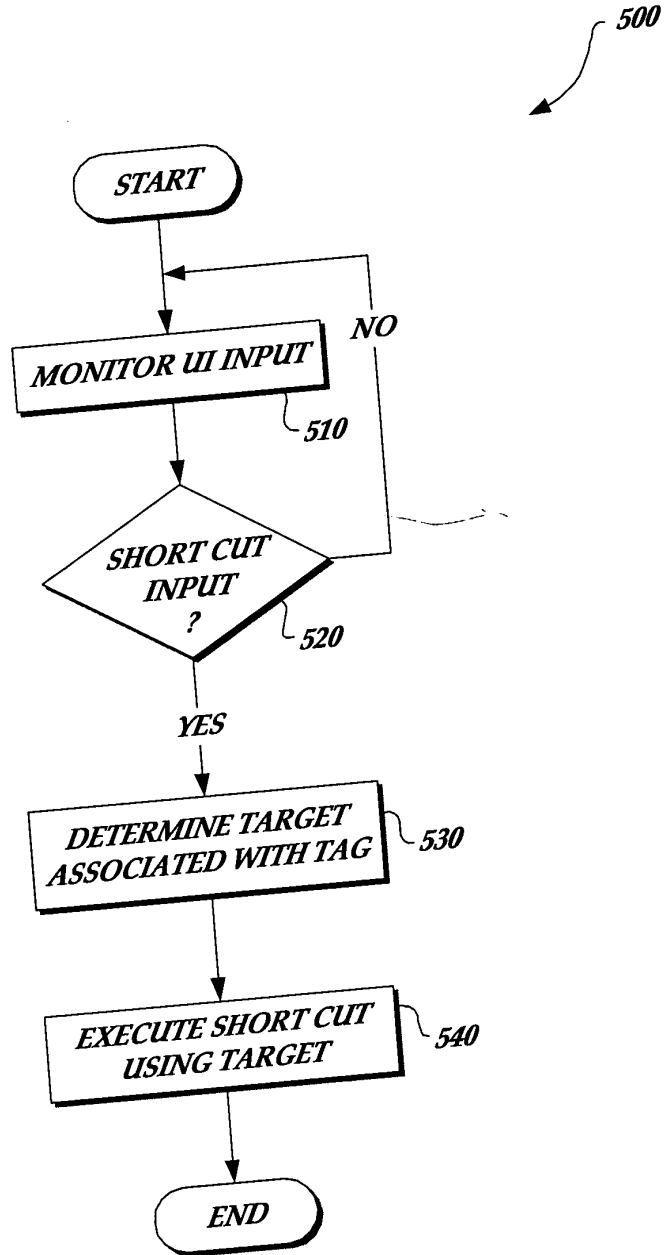 500
START
NO
MONITOR UI INPUT
510
SHORT CUT
INPUT
?
520
YES
DETERMINE TARGET
ASSOCIATED WITH TAG
530
EXECUTE SHORT CUT
USING TARGET
540
END